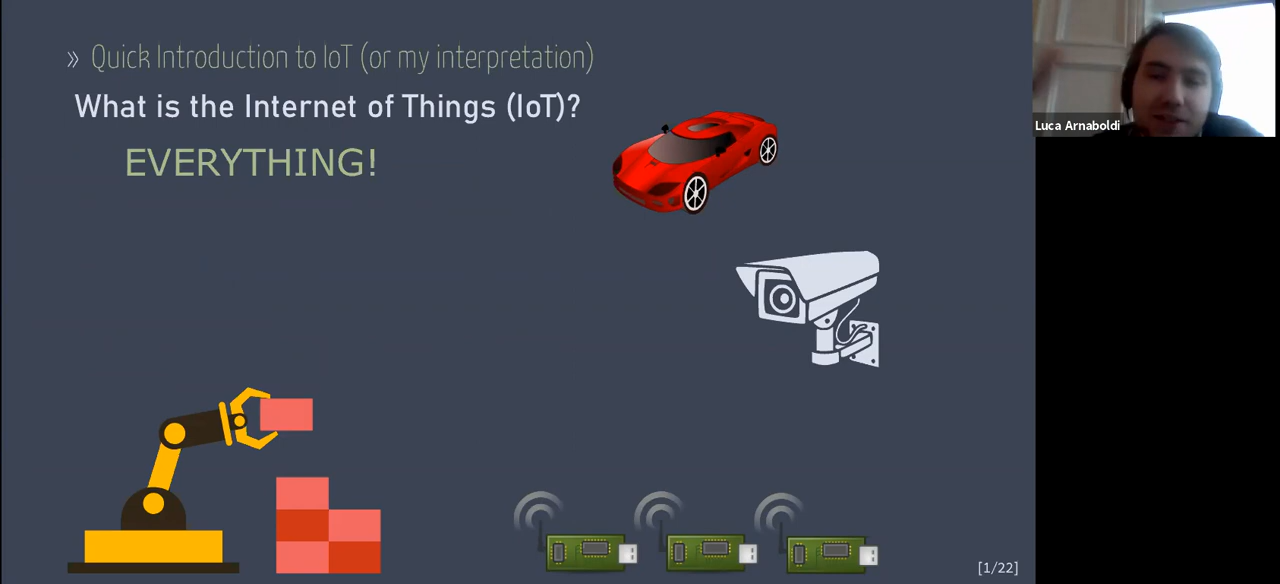 » Quick Introduction to IoT (or my interpretation)
What is the Internet of Things (IoT)?
EVERYTHING!
Luca Arnaboldi
[1/22]